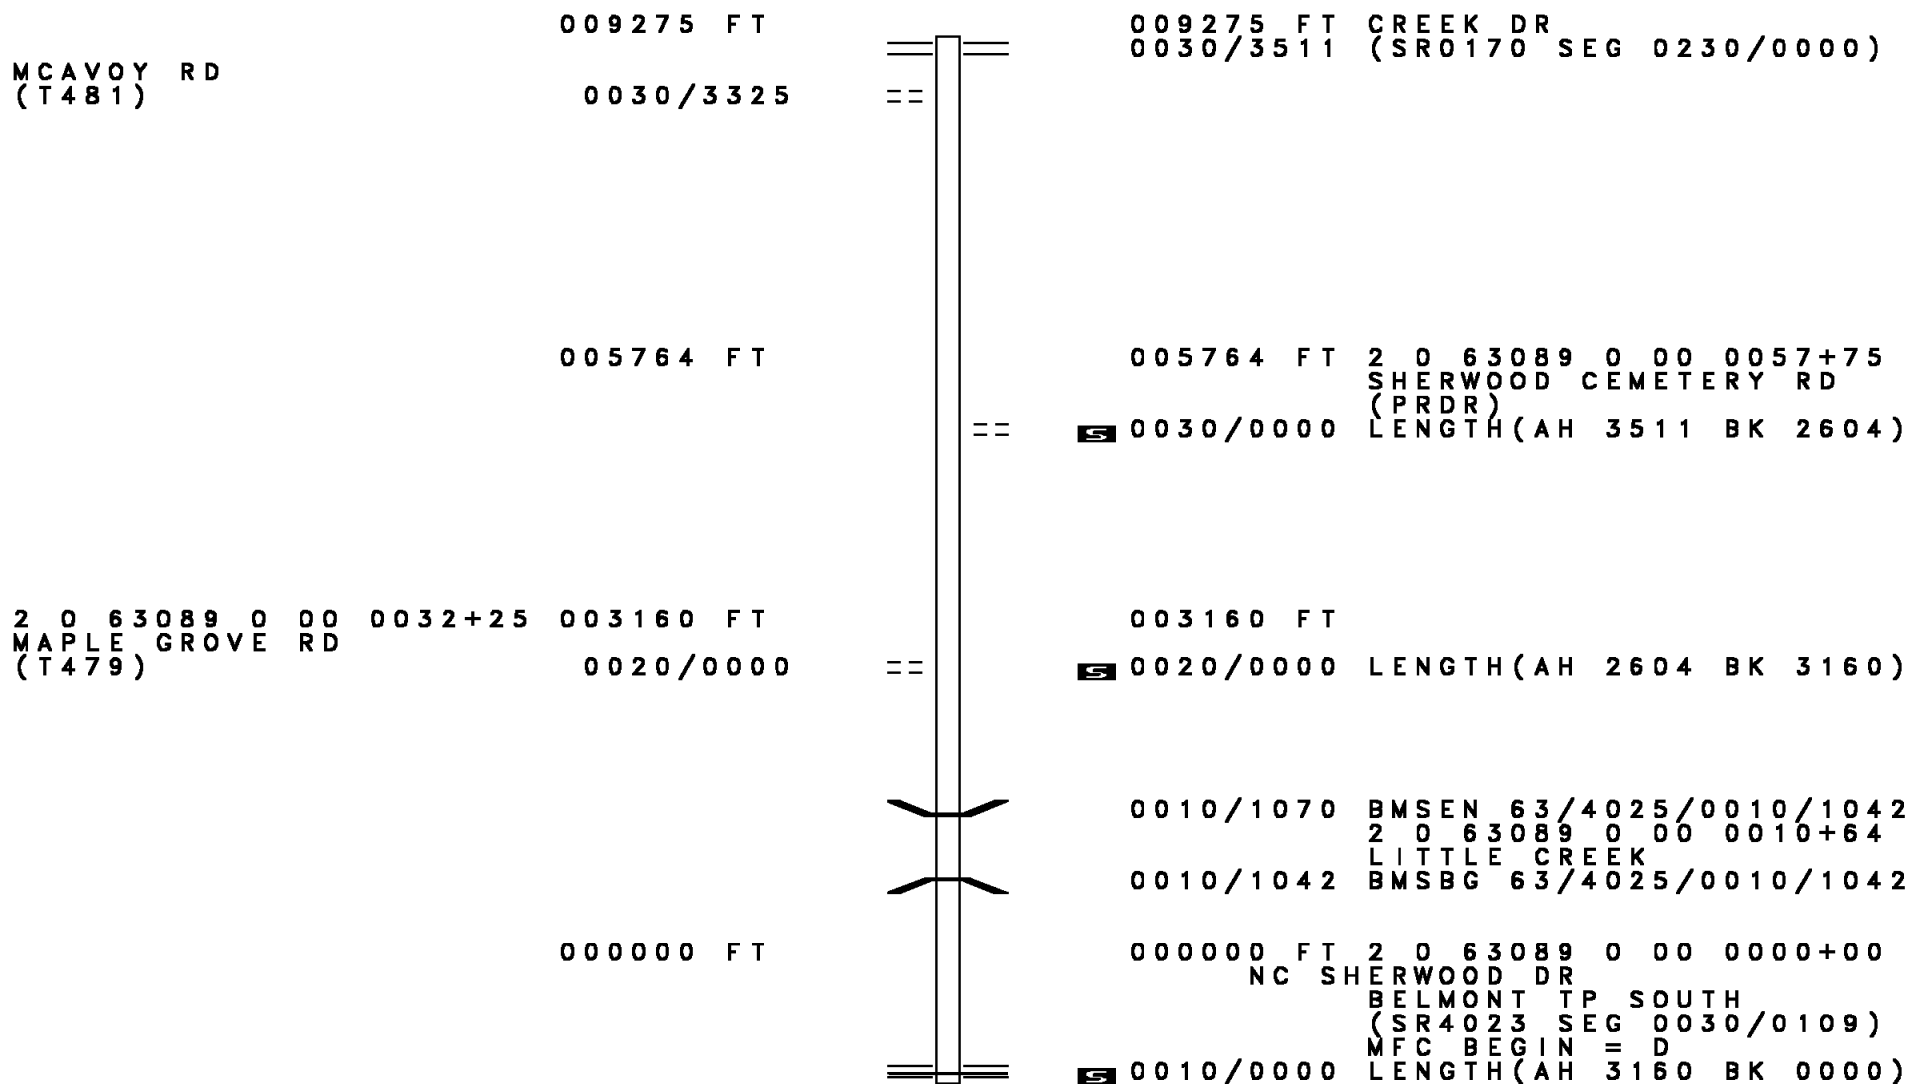 009275 FT 009275 FT CREEK DR
0030/3511 (SR0170 SEG 0230/0000)
MCAVOY RD
(T481) 0030/3325
005764 FT 005764 FT 2 0 63089 0 00 0057+75
SHERWOOD CEMETERY RD
(PRDR)
S 0030/0000 LENGTH(AH 3511 BK 2604)
2 0 63089 0 00 0032+25 003160 FT 003160 FT
MAPLE GROVE RD
(T479) 0020/0000 S 0020/0000 LENGTH(AH 2604 BK 3160)
0010/1070 BMSEN 63/4025/0010/1042
2 0 63089 0 00 0010+64
LITTLE CREEK
0010/1042 BMSBG 63/4025/0010/1042
000000 FT 000000 FT 2 0 63089 0 00 0000+00
NC SHERWOOD DR
BELMONT TP SOUTH
(SR4023 SEG 0030/0109)
MFC BEGIN = D
S 0010/0000 LENGTH(AH 3160 BK 0000)